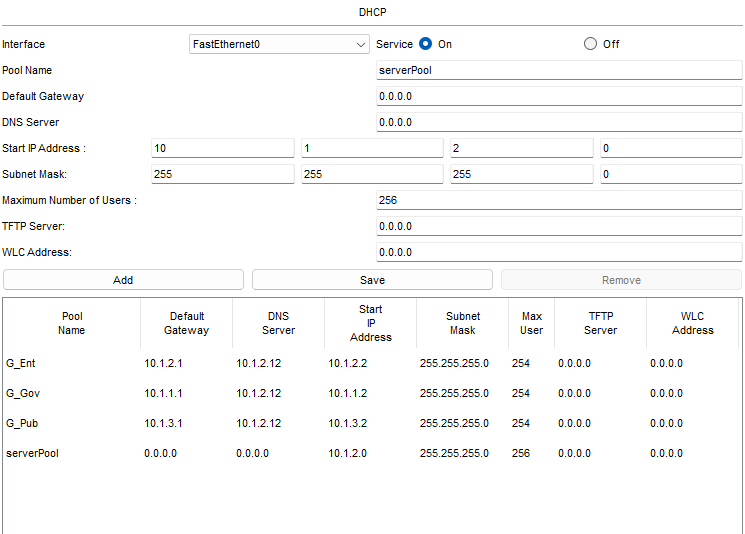 DHCP
Interface FastEthernet0 Service On Off
Pool Name serverPool
Default Gateway 0.0.0.0
DNS Server 0.0.0.0
Start IP Address : 10 1 2 0
Subnet Mask: 255 255 255 0
Maximum Number of Users : 256
TFTP Server: 0.0.0.0
WLC Address: 0.0.0.0
Add Save Remove
Pool Name Default Gateway DNS Server Start IP Address Subnet Mask Max User TFTP Server WLC Address
G_Ent 10.1.2.1 10.1.2.12 10.1.2.2 255.255.255.0 254 0.0.0.0 0.0.0.0
G_Gov 10.1.1.1 10.1.2.12 10.1.1.2 255.255.255.0 254 0.0.0.0 0.0.0.0
G_Pub 10.1.3.1 10.1.2.12 10.1.3.2 255.255.255.0 254 0.0.0.0 0.0.0.0
serverPool 0.0.0.0 0.0.0.0 10.1.2.0 255.255.255.0 256 0.0.0.0 0.0.0.0